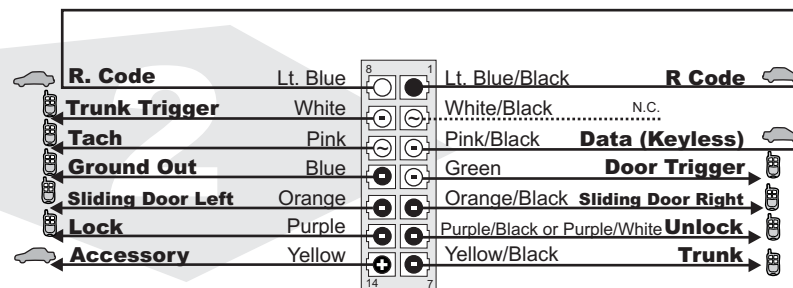 8 1
R. Code Lt. Blue Lt. Blue/Black R Code
Trunk Trigger White White/Black N.C.
Tach Pink Pink/Black Data (Keyless)
Ground Out Blue Green Door Trigger
Sliding Door Left Orange Orange/Black Sliding Door Right
Lock Purple Purple/Black or Purple/White Unlock
Accessory Yellow Yellow/Black Trunk
14 7
2